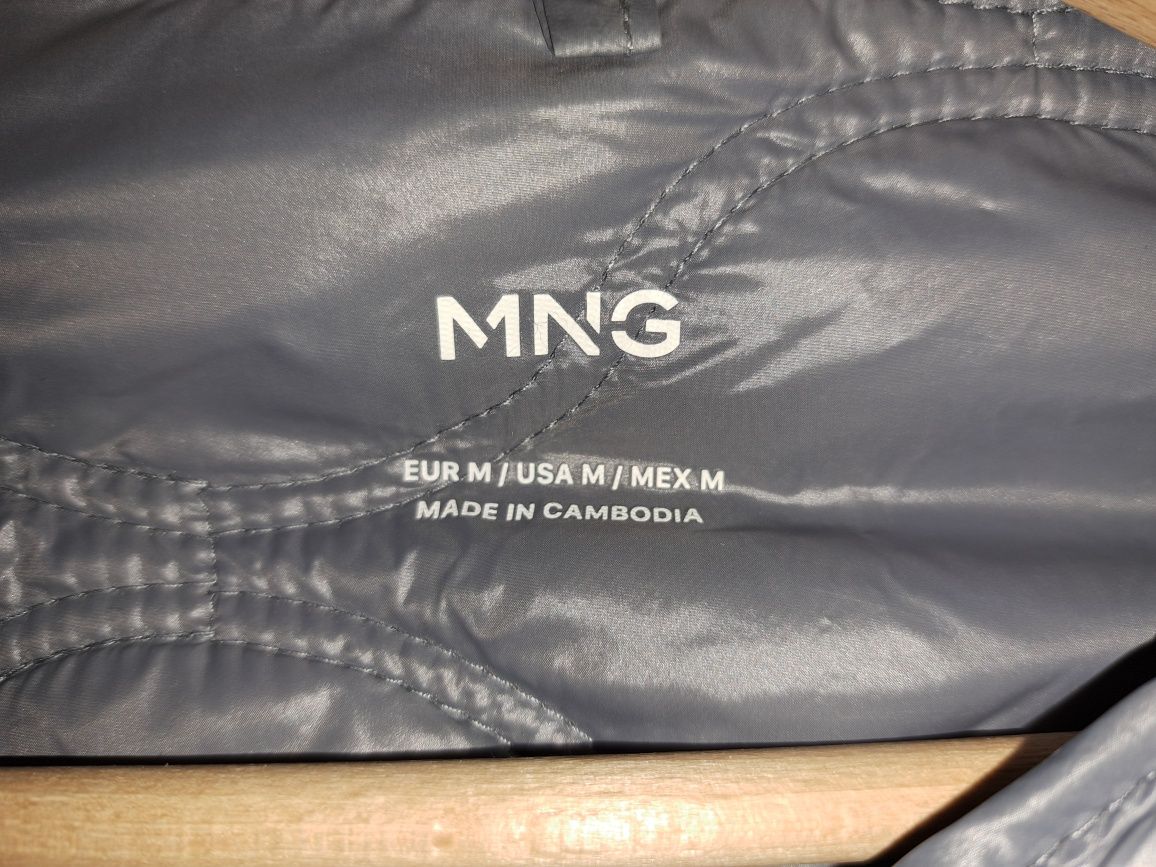 MNG
EUR M / USA M / MEX M
MADE IN CAMBODIA